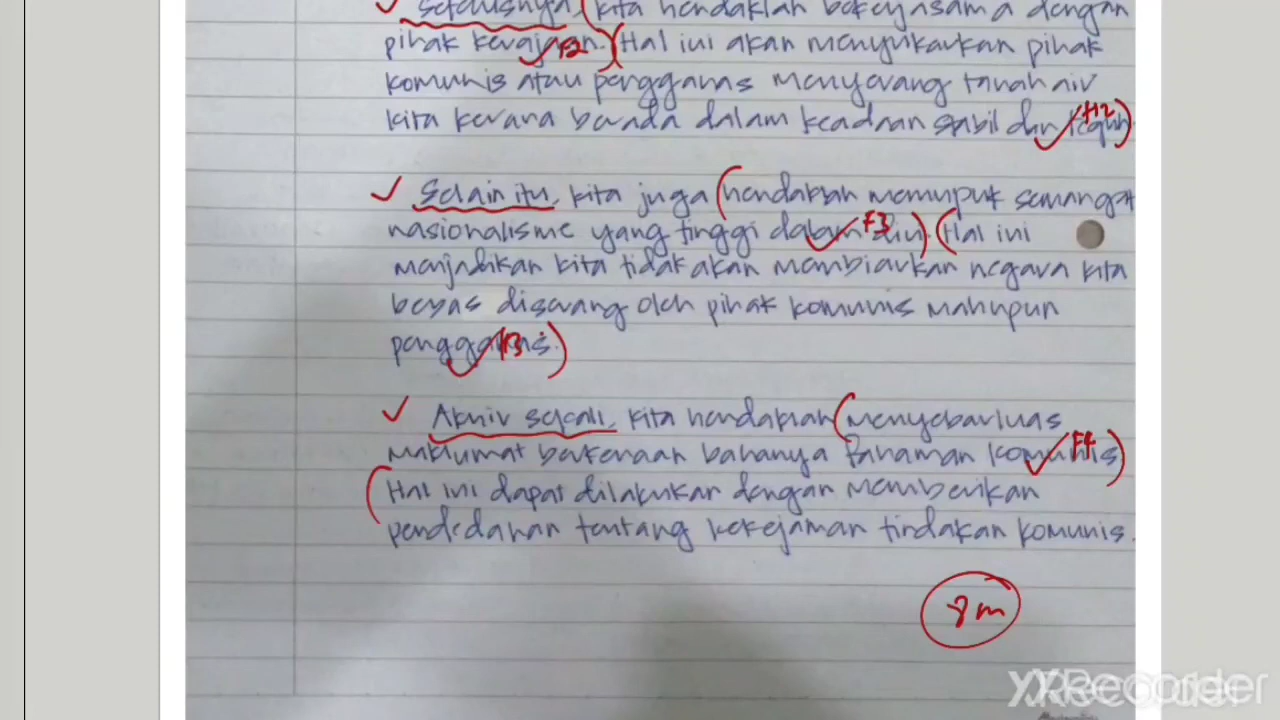 Seterusnya, (kita hendaklah bekerjasama dengan
pihak kerajaan.) (Hal ini akan menyukarkan pihak
F2
komunis atau pengganas menyerang tanah air
kita kerana berada dalam keadaan stabil dan teguh)
H2
Selain itu, kita juga (hendaklah memupuk semangat
nasionalisme yang tinggi dalam diri) (Hal ini
F3
menjadikan kita tidak akan membiarkan negara kita
bebas diserang oleh pihak komunis mahupun
pengganas.)
H3
Akhir sekali, kita hendaklah (menyebarluas
maklumat berkenaan bahanya fahaman komunis)
F4
(Hal ini dapat dilakukan dengan memberikan
pendedahan tentang kekejaman tindakan komunis.
8m
XRecorder